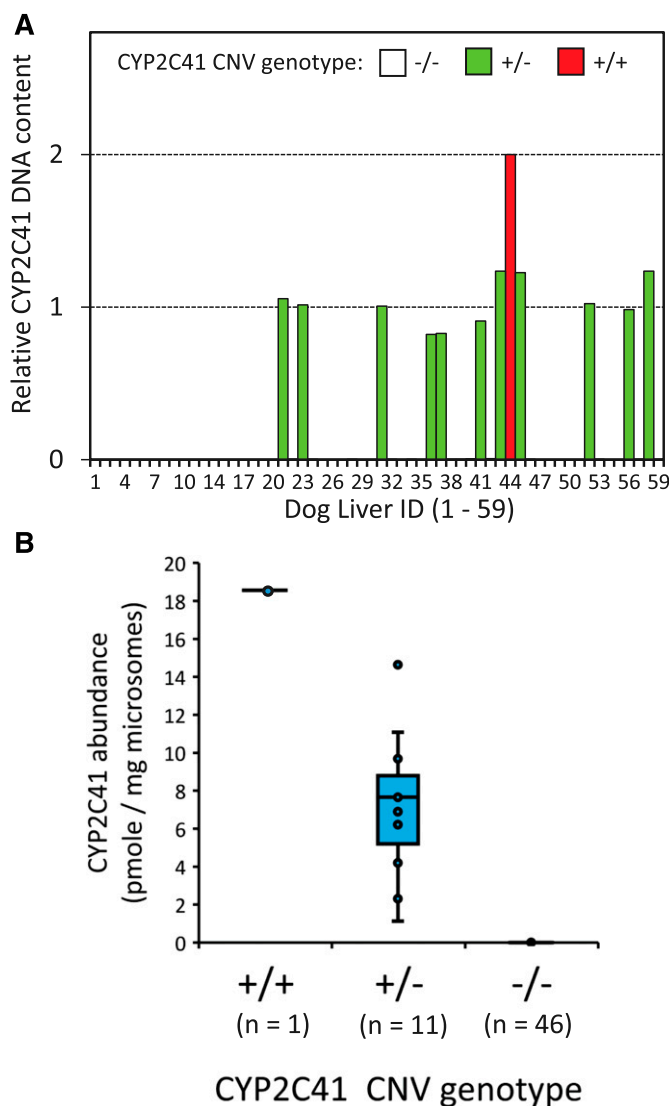 A
CYP2C41 CNV genotype: -/- +/- +/+
Relative CYP2C41 DNA content
2
1
0
1 4 7 10 14 17 20 23 26 29 32 35 38 41 44 47 50 53 56 59
Dog Liver ID (1 - 59)
B
CYP2C41 abundance
(pmole / mg microsomes)
20
18
16
14
12
10
8
6
4
2
0
+/+ +/- -/-
(n = 1) (n = 11) (n = 46)
CYP2C41 CNV genotype